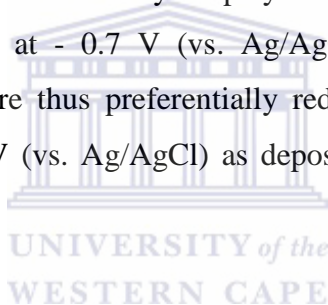 at - 0.7 V (vs. Ag/Ag
re thus preferentially red
V (vs. Ag/AgCl) as depos
UNIVERSITY of the
WESTERN CAPE